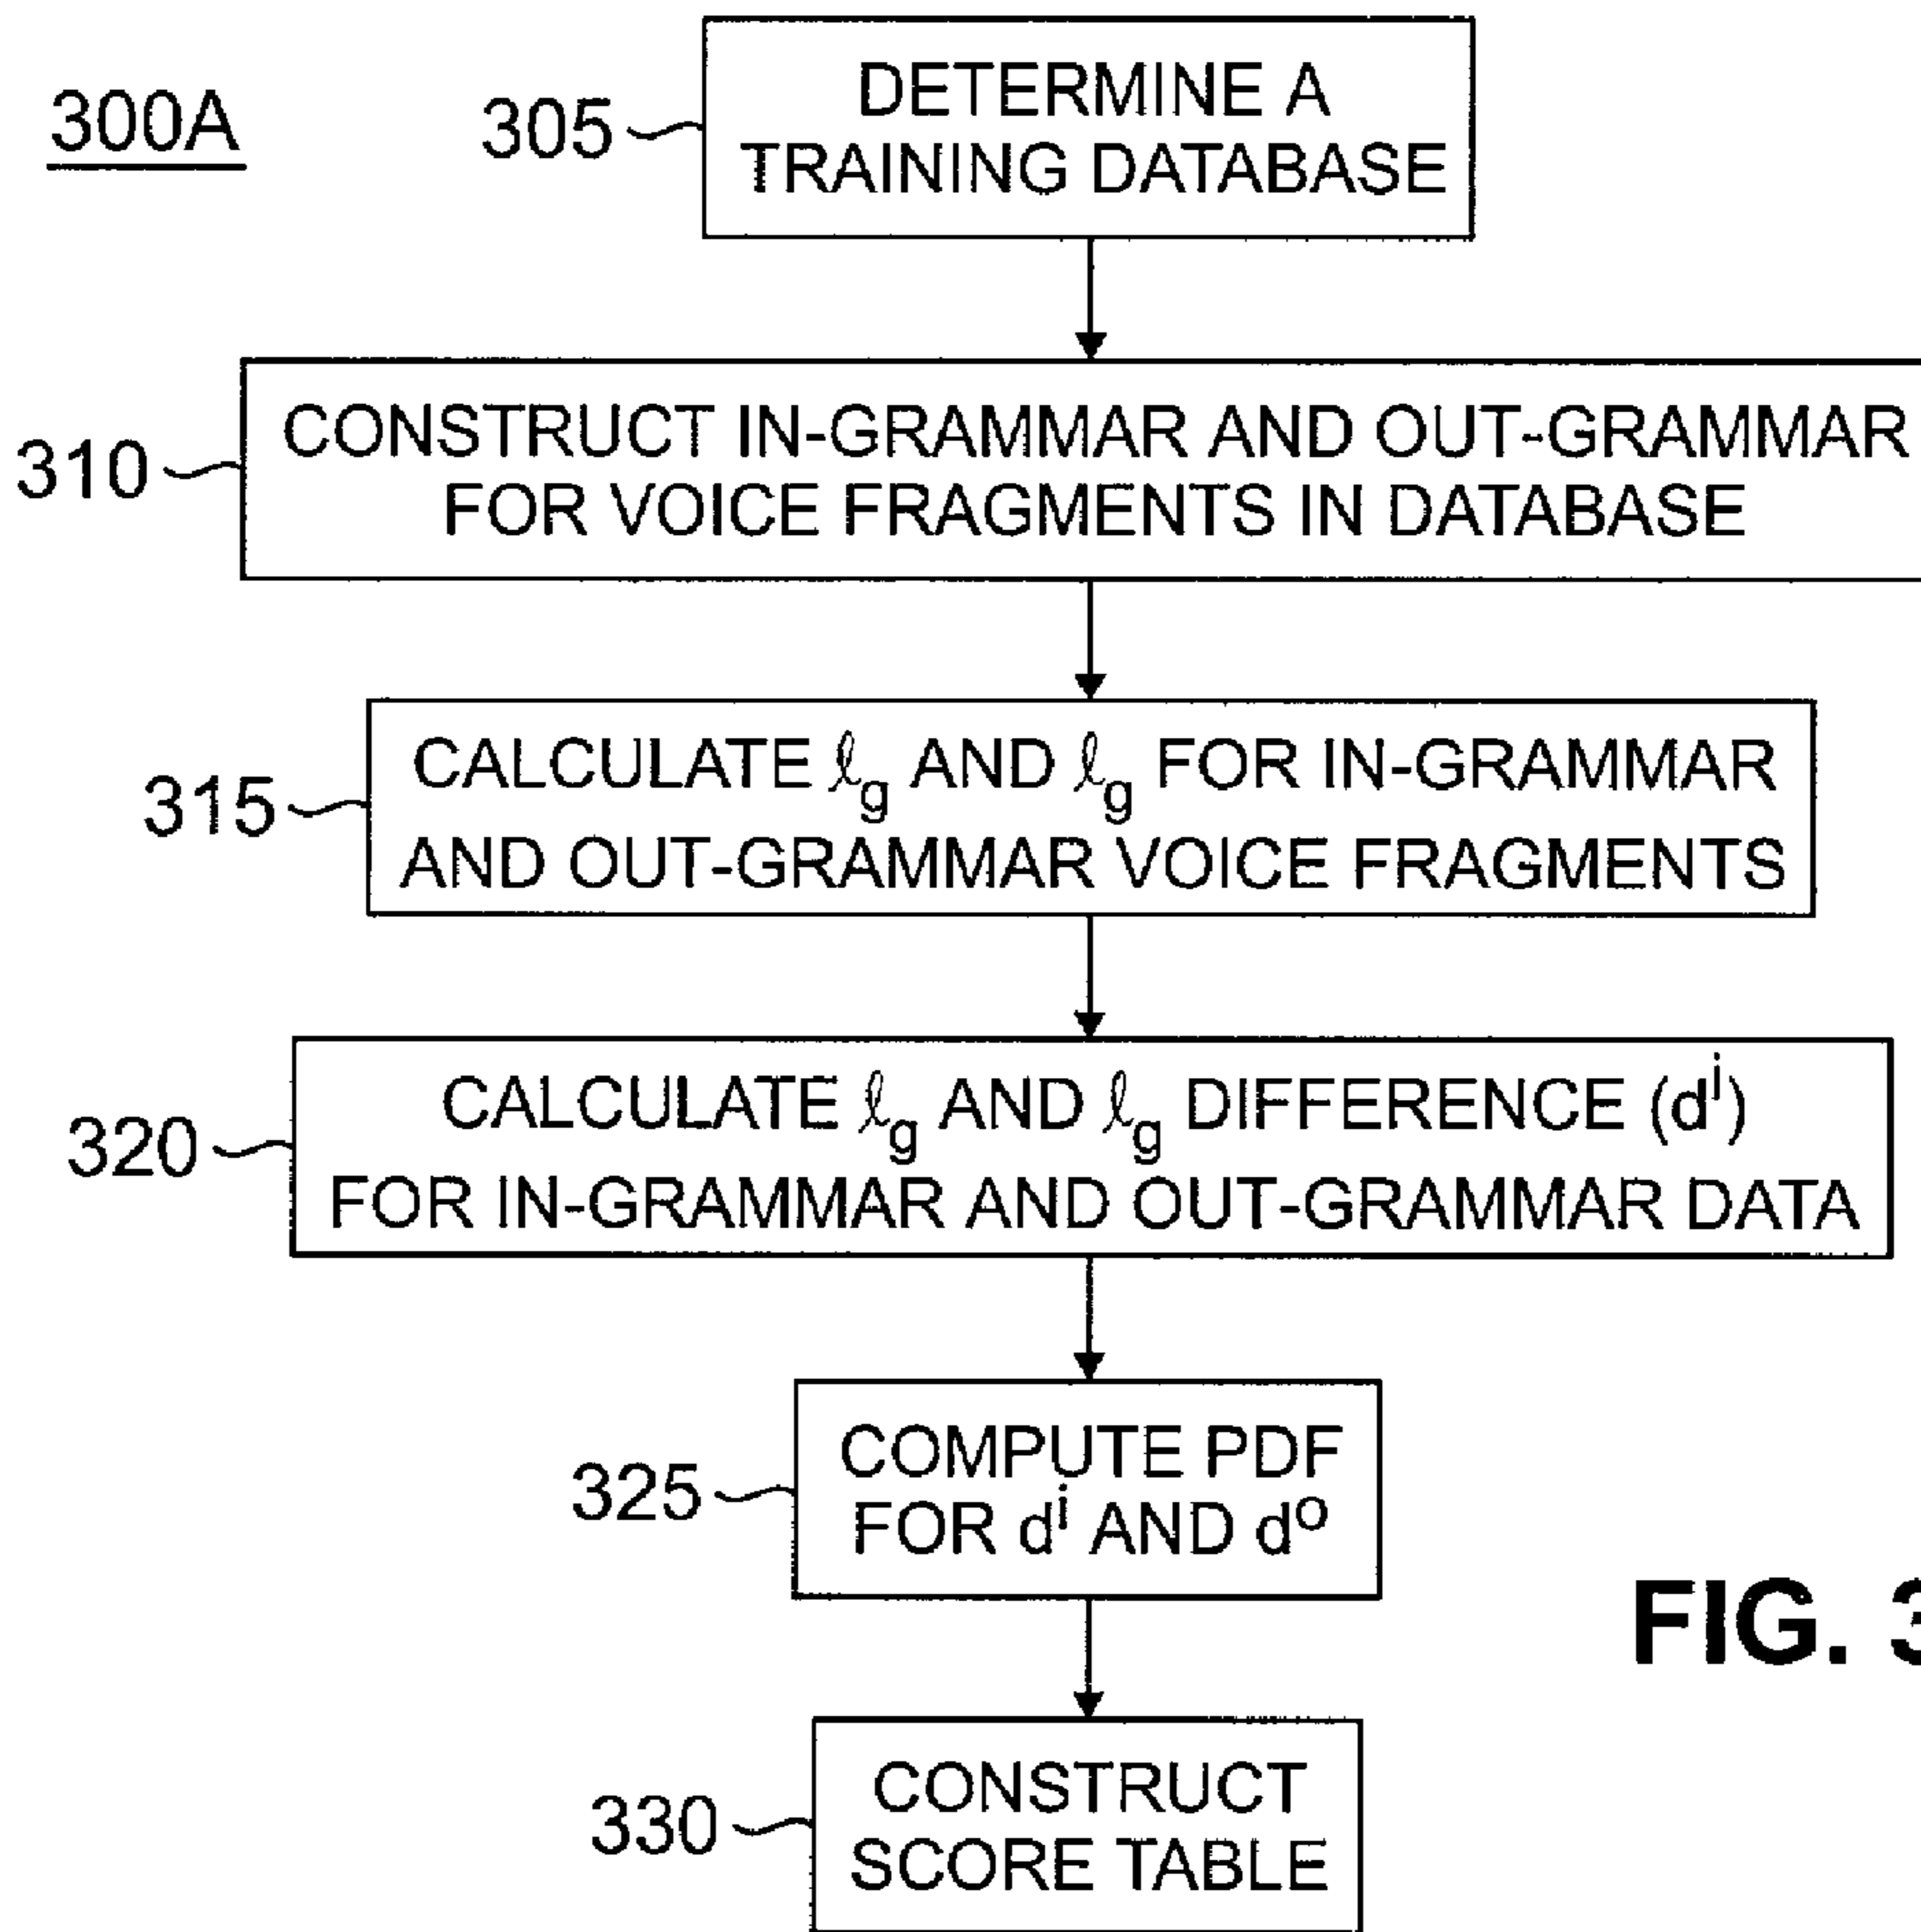 300A
305
DETERMINE A
TRAINING DATABASE
310
CONSTRUCT IN-GRAMMAR AND OUT-GRAMMAR
FOR VOICE FRAGMENTS IN DATABASE
315
CALCULATE ℓg AND ℓg FOR IN-GRAMMAR
AND OUT-GRAMMAR VOICE FRAGMENTS
320
CALCULATE ℓg AND ℓg DIFFERENCE (dʲ)
FOR IN-GRAMMAR AND OUT-GRAMMAR DATA
325
COMPUTE PDF
FOR dⁱ AND dᴼ
FIG.
330
CONSTRUCT
SCORE TABLE